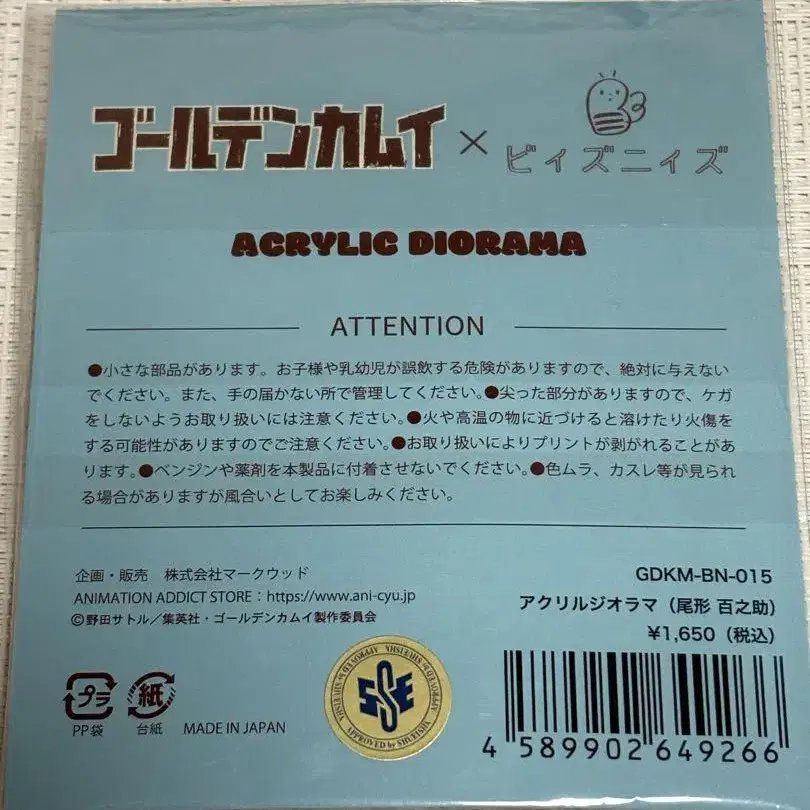 ゴールデンカムイ×ビィズニィズ
ACRYLIC DIORAMA
ATTENTION
●小さな部品があります。お子様や乳幼児が誤飲する危険がありますので、絶対に与えない
でください。また、手の届かない所で管理してください。●尖った部分がありますので、ケガ
をしないようお取り扱いには注意ください。●火や高温の物に近づけると溶けたり火傷を
する可能性がありますのでご注意ください。●お取り扱いによりプリントが剥がれることがあ
ります。●ベンジンや薬剤を本製品に付着させないでください。●色ムラ、カスレ等が見られ
る場合がありますが風合いとしてお楽しみください。
企画・販売 株式会社マークウッド
ANIMATION ADDICT STORE：https://www.ani-cyu.jp
©野田サトル／集英社・ゴールデンカムイ製作委員会
GDKM-BN-015
アクリルジオラマ（尾形 百之助）
¥1,650（税込）
プラ
PP袋
紙
台紙
MADE IN JAPAN
APPROVED by SHUEISHA
SSE
APPROVED by SHUEISHA
4 589902 649266